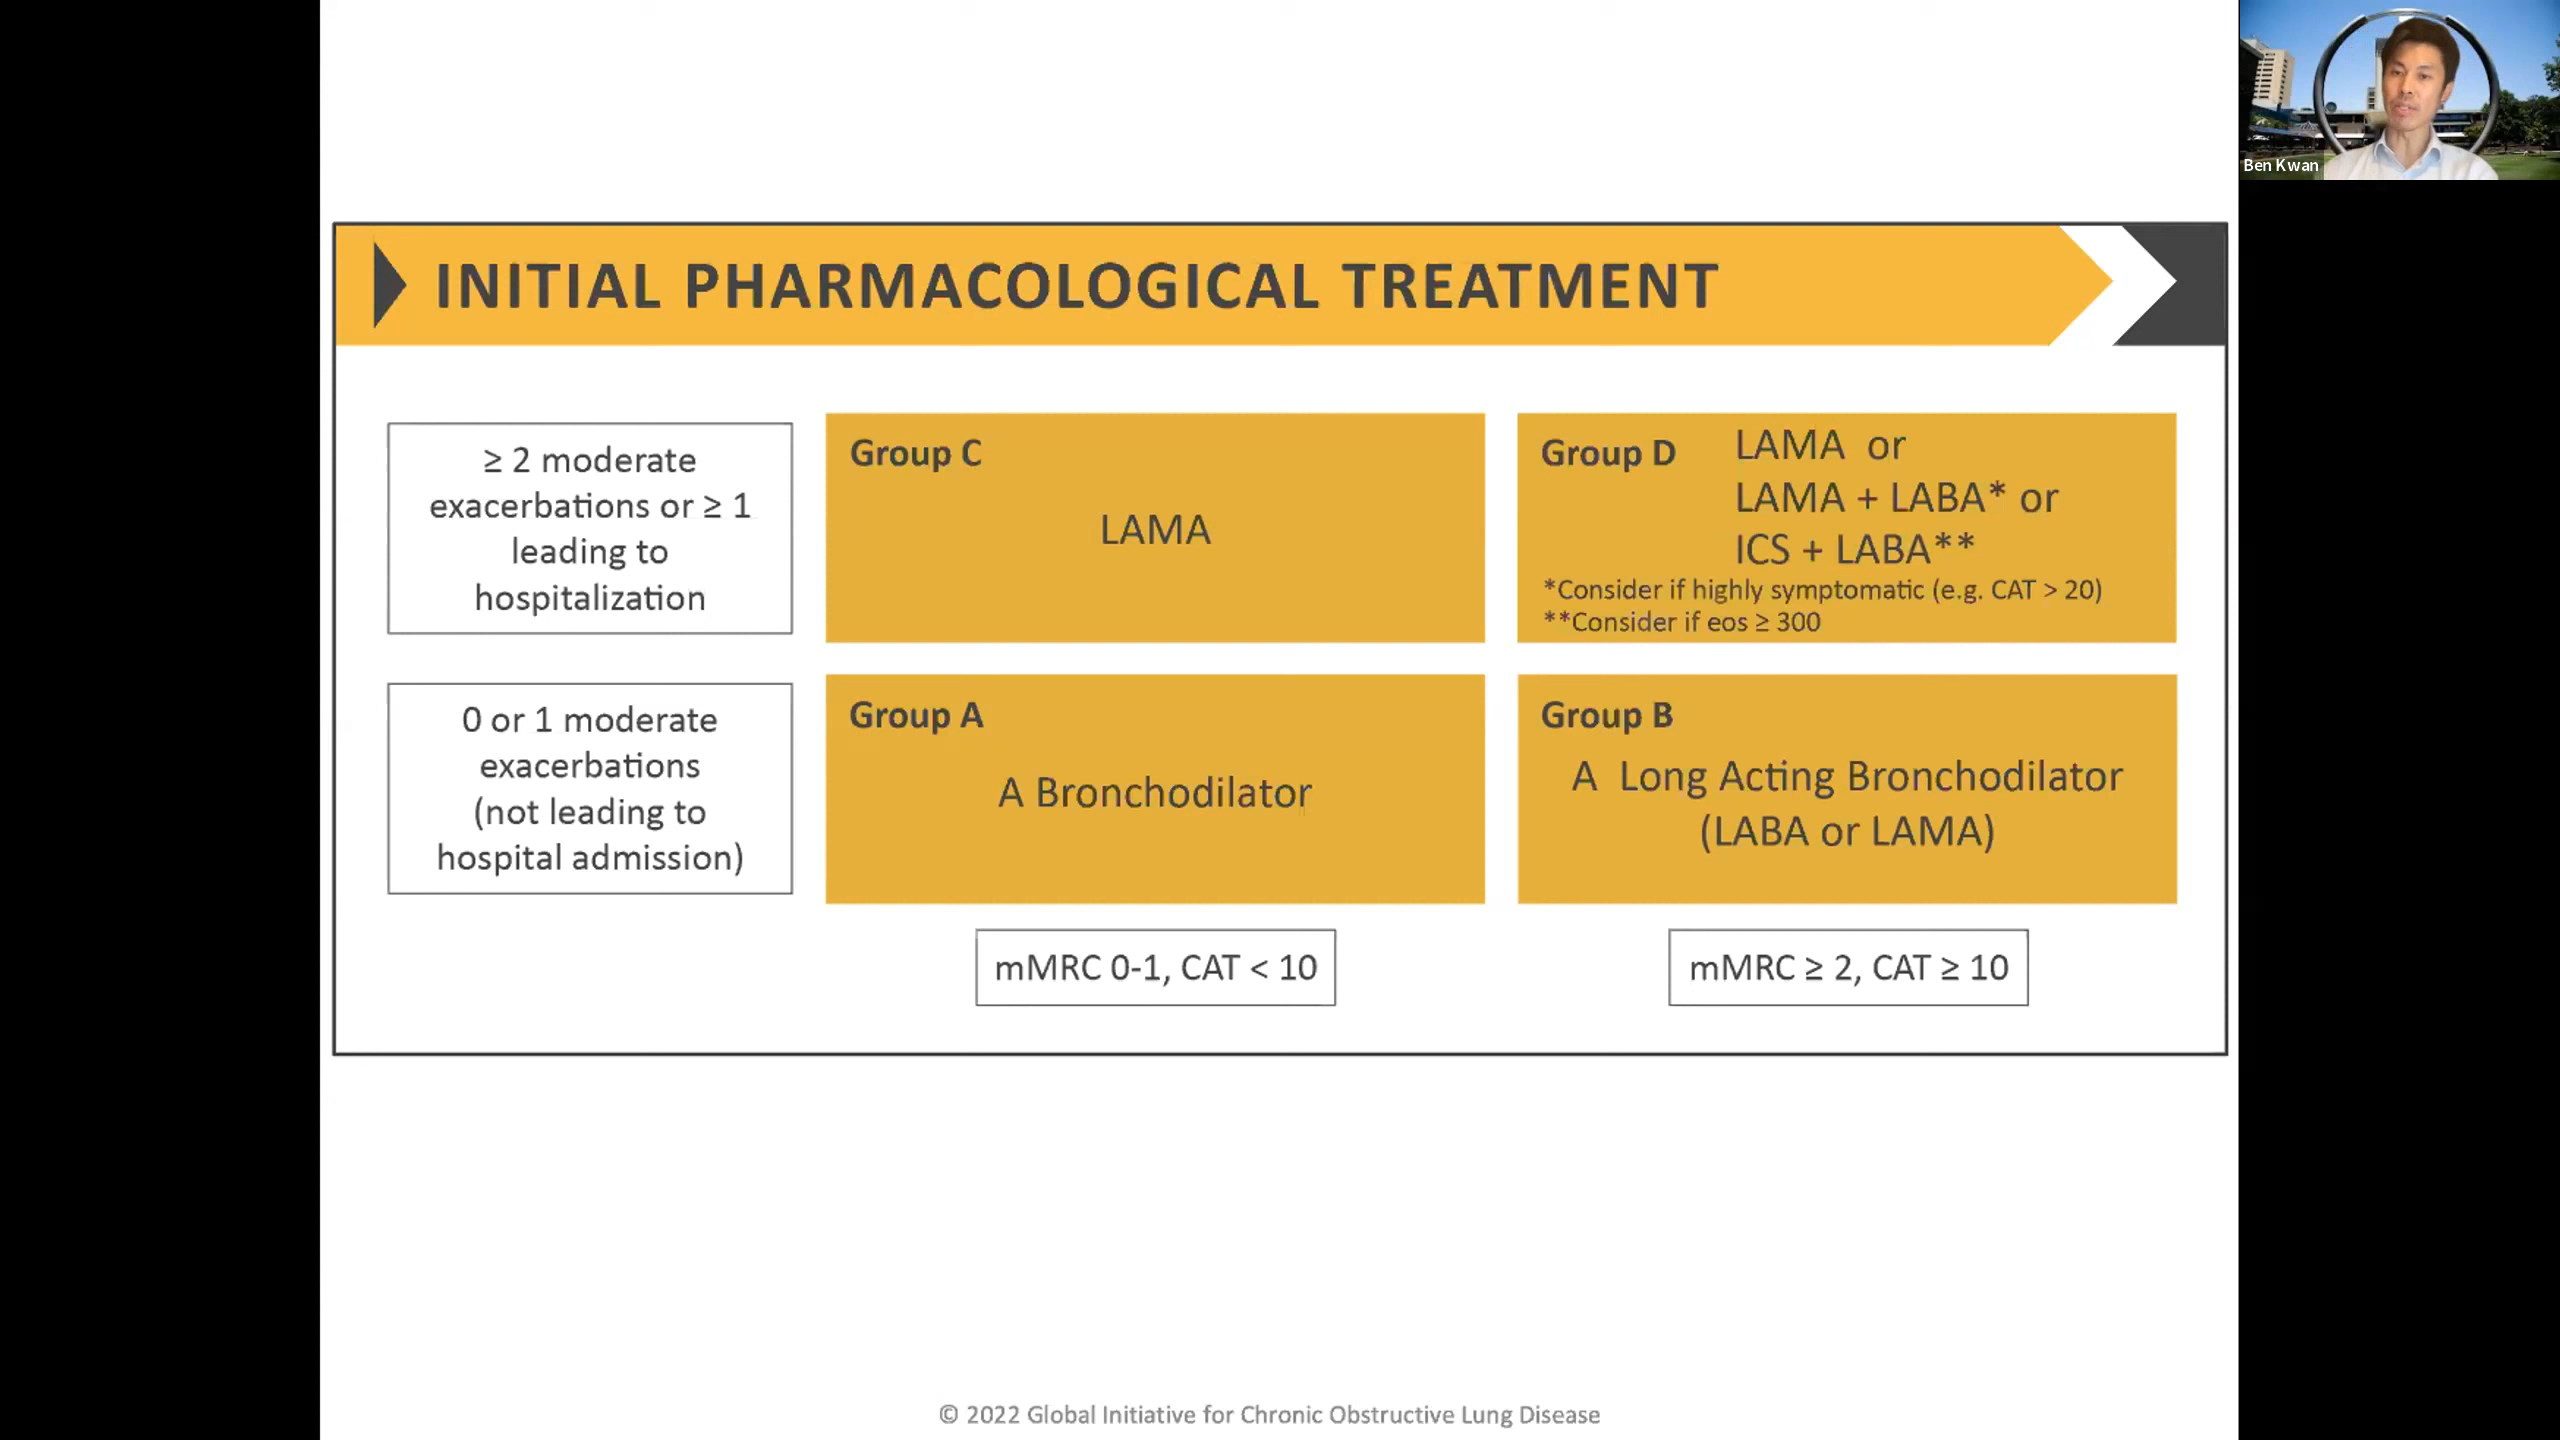 Ben Kwan
INITIAL PHARMACOLOGICAL TREATMENT
≥ 2 moderate
exacerbations or ≥ 1
leading to
hospitalization
Group C
LAMA
Group D
LAMA or
LAMA + LABA* or
ICS + LABA**
*Consider if highly symptomatic (e.g. CAT > 20)
**Consider if eos ≥ 300
0 or 1 moderate
exacerbations
(not leading to
hospital admission)
Group A
A Bronchodilator
Group B
A Long Acting Bronchodilator
(LABA or LAMA)
mMRC 0-1, CAT < 10
mMRC ≥ 2, CAT ≥ 10
© 2022 Global Initiative for Chronic Obstructive Lung Disease